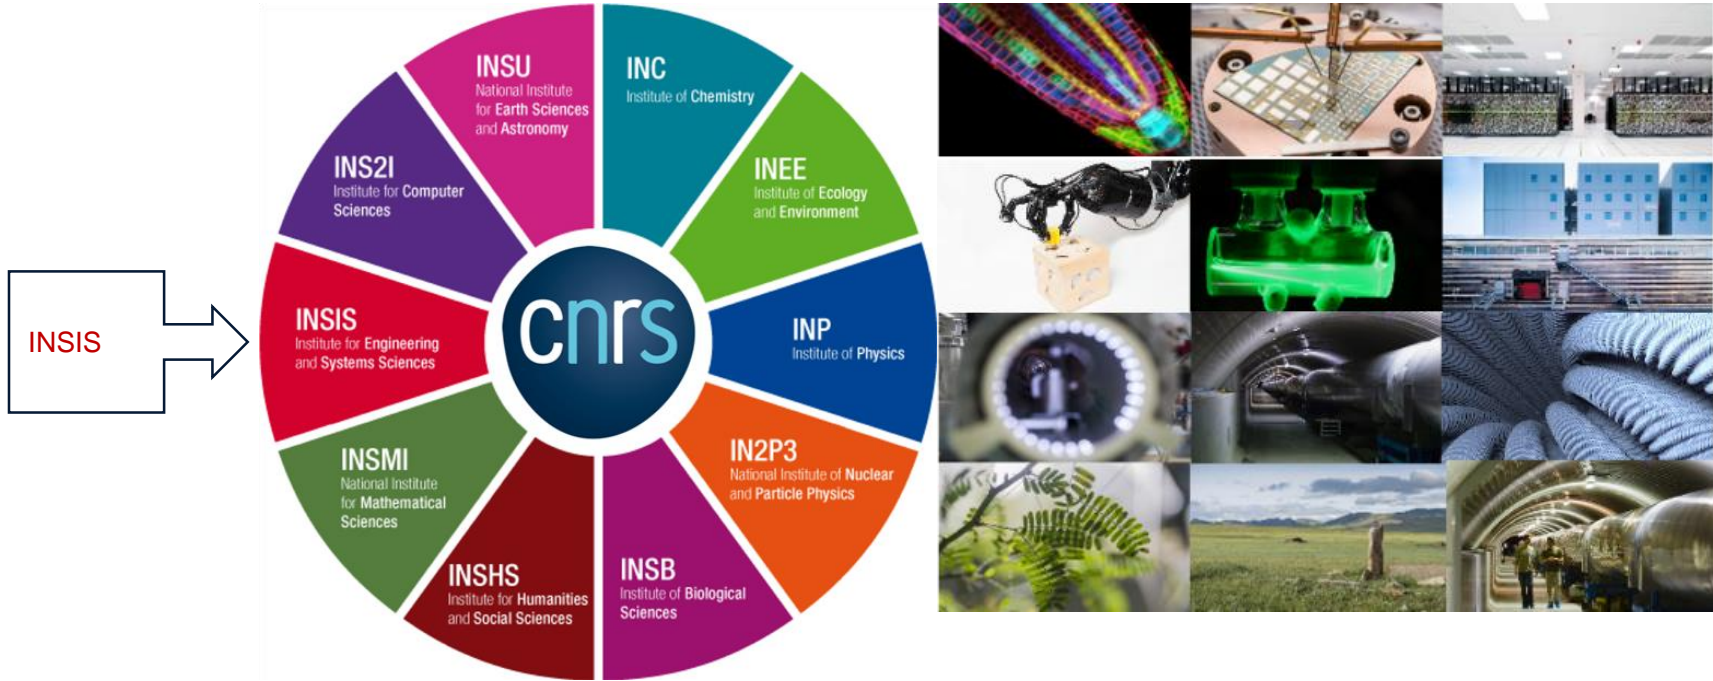 INSIS
INSU
National Institute
for Earth Sciences
and Astronomy
INC
Institute of Chemistry
INEE
Institute of Ecology
and Environment
INP
Institute of Physics
IN2P3
National Institute of Nuclear
and Particle Physics
INSB
Institute of Biological
Sciences
INSHS
Institute for Humanities
and Social Sciences
INSMI
National Institute
for Mathematical
Sciences
INSIS
Institute for Engineering
and Systems Sciences
INS2I
Institute for Computer
Sciences
cnrs